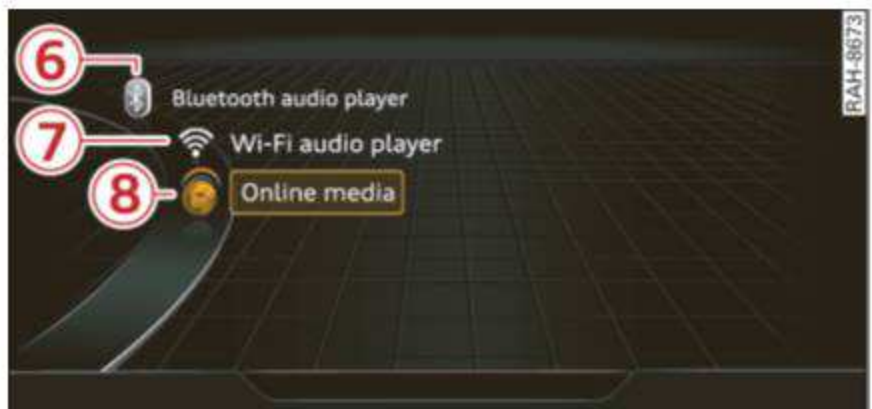 6
Bluetooth audio player
7
Wi-Fi audio player
8
Online media
RAH-8673